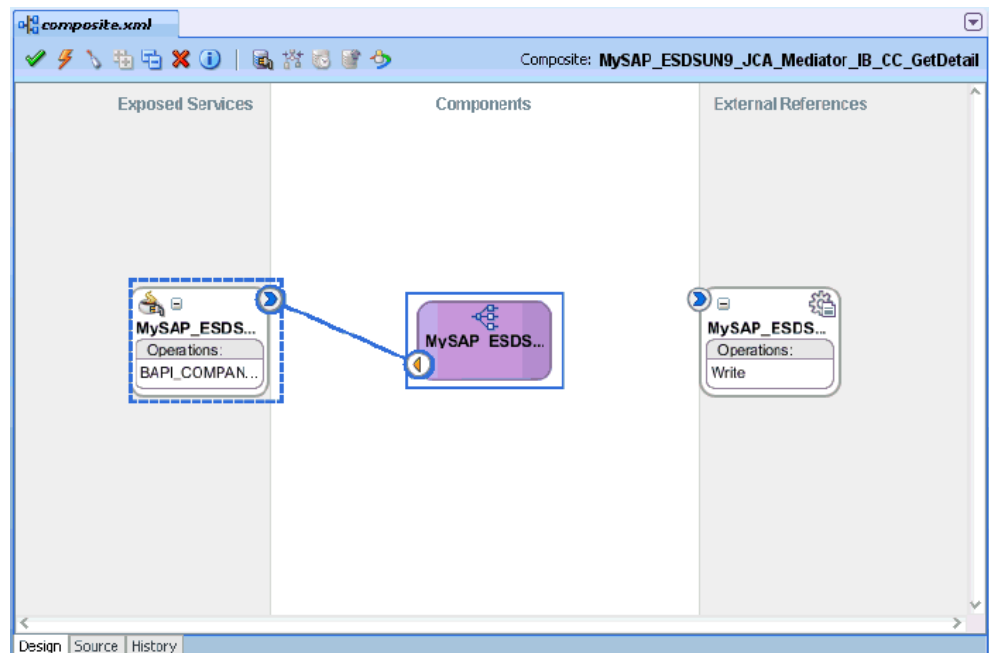 composite.xml
Composite: MySAP_ESDSUN9_JCA_Mediator_IB_CC_GetDetail
Exposed Services
Components
External References
MySAP_ESDS...
Operations:
BAPI_COMPAN...
MySAP_ESDS...
MySAP_ESDS...
Operations:
Write
Design
Source
History